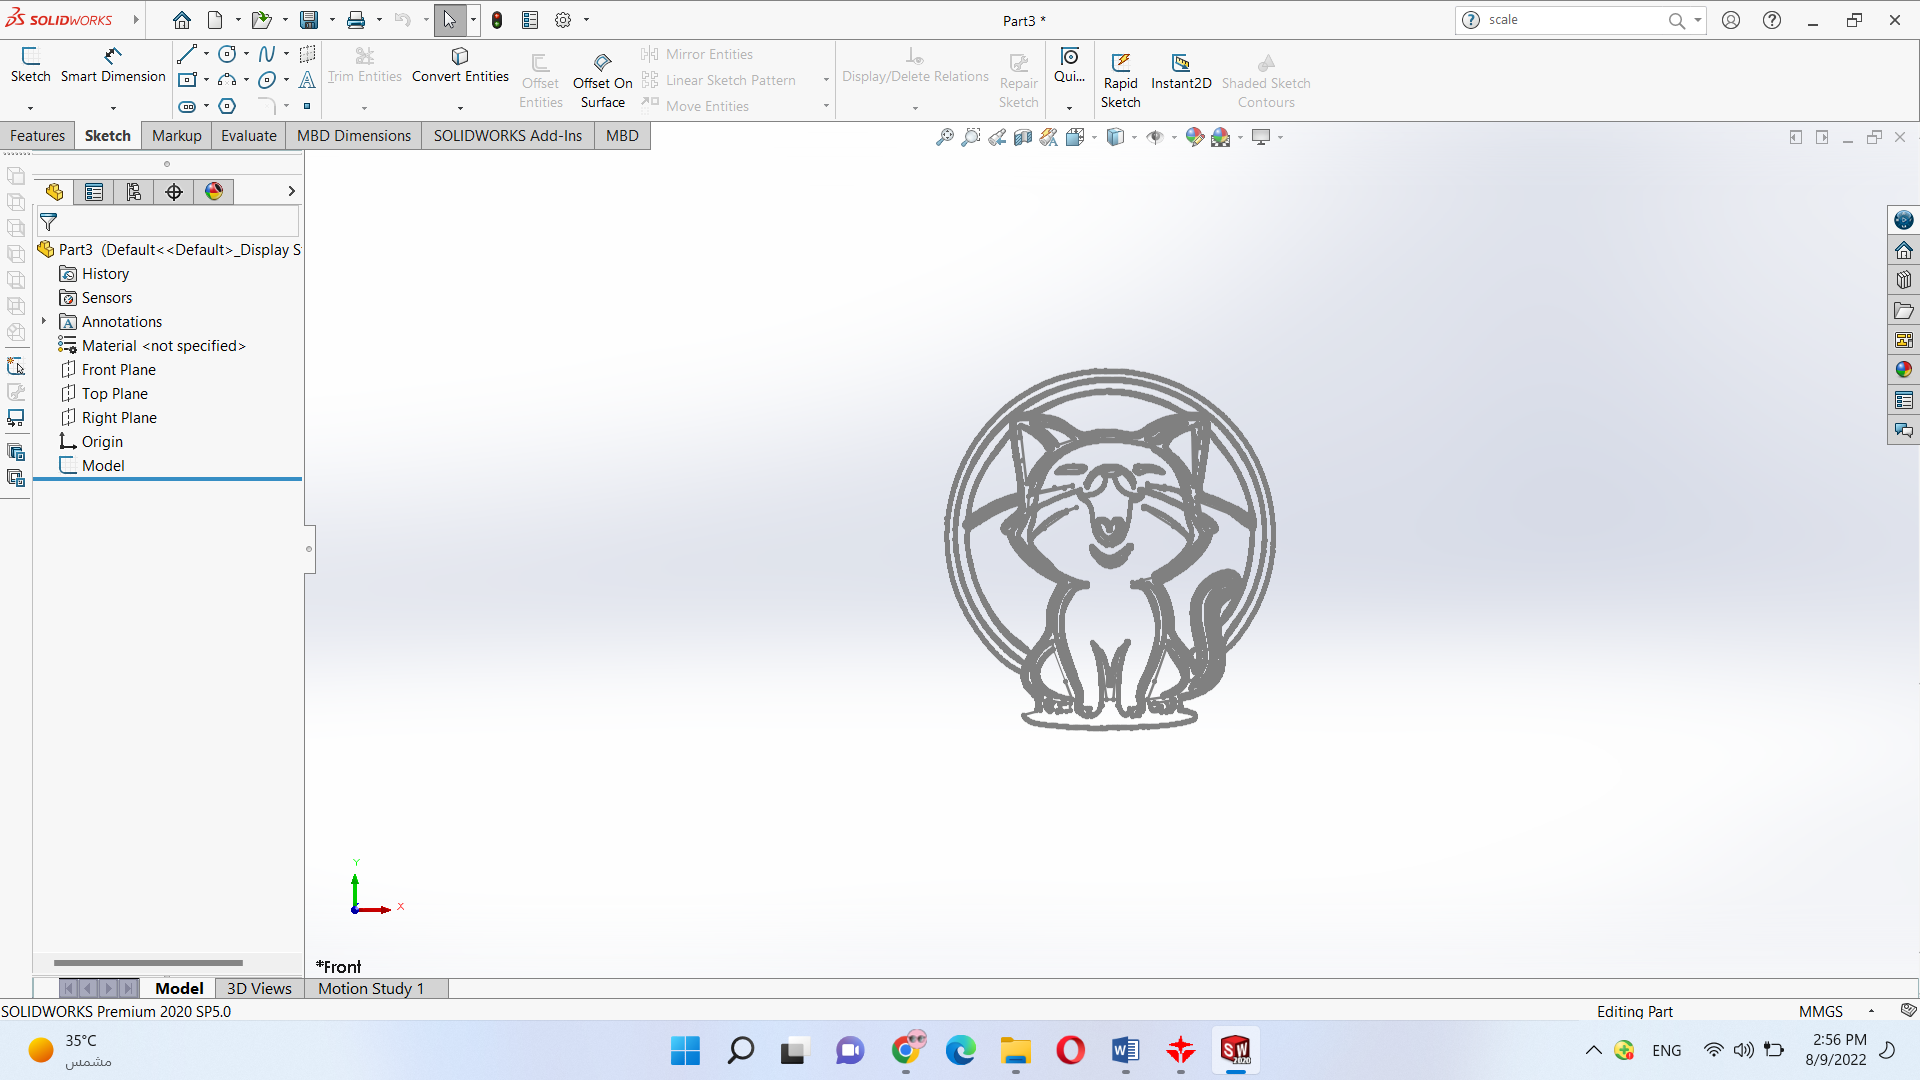 SOLIDWORKS
Part3 *
scale
Sketch
Smart Dimension
Trim Entities
Convert Entities
Offset Entities
Offset On Surface
Mirror Entities
Linear Sketch Pattern
Move Entities
Display/Delete Relations
Repair Sketch
Qui...
Rapid Sketch
Instant2D
Shaded Sketch Contours
Features
Sketch
Markup
Evaluate
MBD Dimensions
SOLIDWORKS Add-Ins
MBD
Part3 (Default<<Default>_Display S
History
Sensors
Annotations
Material <not specified>
Front Plane
Top Plane
Right Plane
Origin
Model
Y
X
*Front
Model
3D Views
Motion Study 1
SOLIDWORKS Premium 2020 SP5.0
Editing Part
MMGS
35°C
مشمس
SW
2020
ENG
2:56 PM
8/9/2022